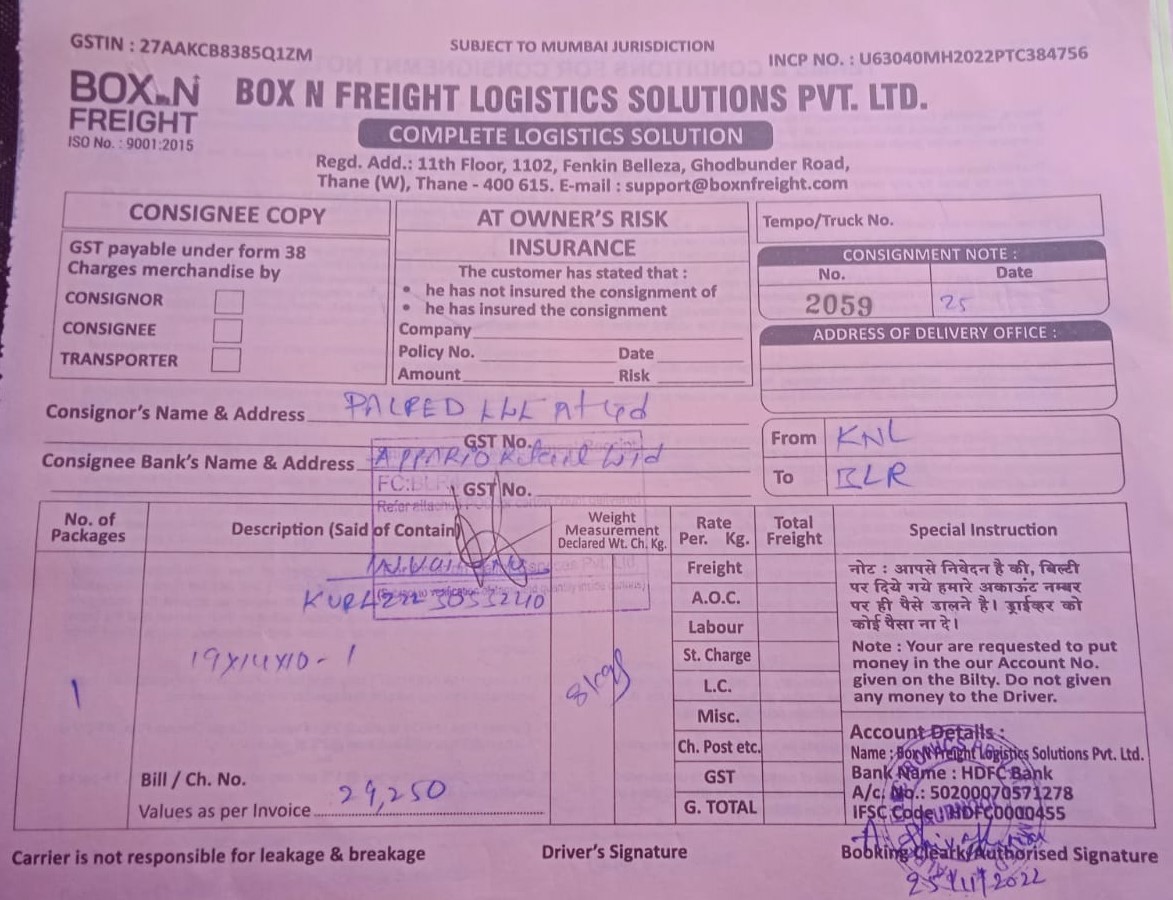 GSTIN : 27AAKCB8385Q1ZM
SUBJECT TO MUMBAI JURISDICTION
INCP NO. : U63040MH2022PTC384756
BOX N FREIGHT
ISO No. : 9001:2015
BOX N FREIGHT LOGISTICS SOLUTIONS PVT. LTD.
COMPLETE LOGISTICS SOLUTION
Regd. Add.: 11th Floor, 1102, Fenkin Belleza, Ghodbunder Road,
Thane (W), Thane - 400 615. E-mail : support@boxnfreight.com
CONSIGNEE COPY
GST payable under form 38
Charges merchandise by
CONSIGNOR
CONSIGNEE
TRANSPORTER
AT OWNER'S RISK
INSURANCE
The customer has stated that :
• he has not insured the consignment of
• he has insured the consignment
Company
Policy No. Date
Amount Risk
Tempo/Truck No.
CONSIGNMENT NOTE :
No. Date
2059 25
ADDRESS OF DELIVERY OFFICE :
Consignor's Name & Address PALRED
GST No.
Consignee Bank's Name & Address APPARIO Retail
FC:BLR
GST No.
From KNL
To BLR
No. of Packages
Description (Said of Contain)
Weight Measurement Declared Wt. Ch. Kg.
Rate Per. Kg.
Total Freight
Special Instruction
19X14X10-1
1
8kgs
Freight
A.O.C.
Labour
St. Charge
L.C.
Misc.
Ch. Post etc.
GST
G. TOTAL
नोट : आपसे निवेदन है की, बिल्टी
पर दिये गये हमारे अकाऊंट नम्बर
पर ही पैसे डालने है। ड्राईव्हर को
कोई पैसा ना दे।
Note : Your are requested to put
money in the our Account No.
given on the Bilty. Do not given
any money to the Driver.
Account Details :
Name : Box N Freight Logistics Solutions Pvt. Ltd.
Bank Name : HDFC Bank
A/c. No.: 50200070571278
IFSC Code : HDFC0000455
Bill / Ch. No.
Values as per Invoice 29,250
Carrier is not responsible for leakage & breakage
Driver's Signature
Booking Cleark/Authorised Signature
25/11/2022